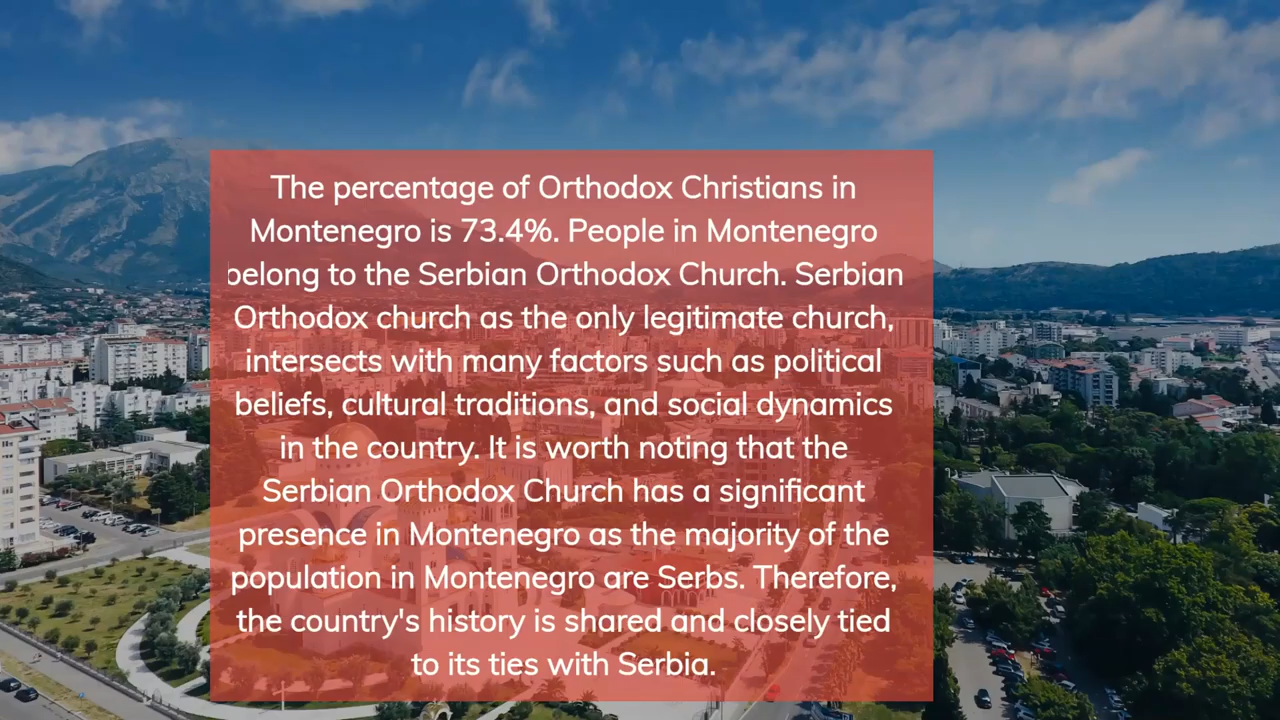 The percentage of Orthodox Christians in
Montenegro is 73.4%. People in Montenegro
belong to the Serbian Orthodox Church. Serbian
Orthodox church as the only legitimate church,
intersects with many factors such as political
beliefs, cultural traditions, and social dynamics
in the country. It is worth noting that the
Serbian Orthodox Church has a significant
presence in Montenegro as the majority of the
population in Montenegro are Serbs. Therefore,
the country's history is shared and closely tied
to its ties with Serbia.